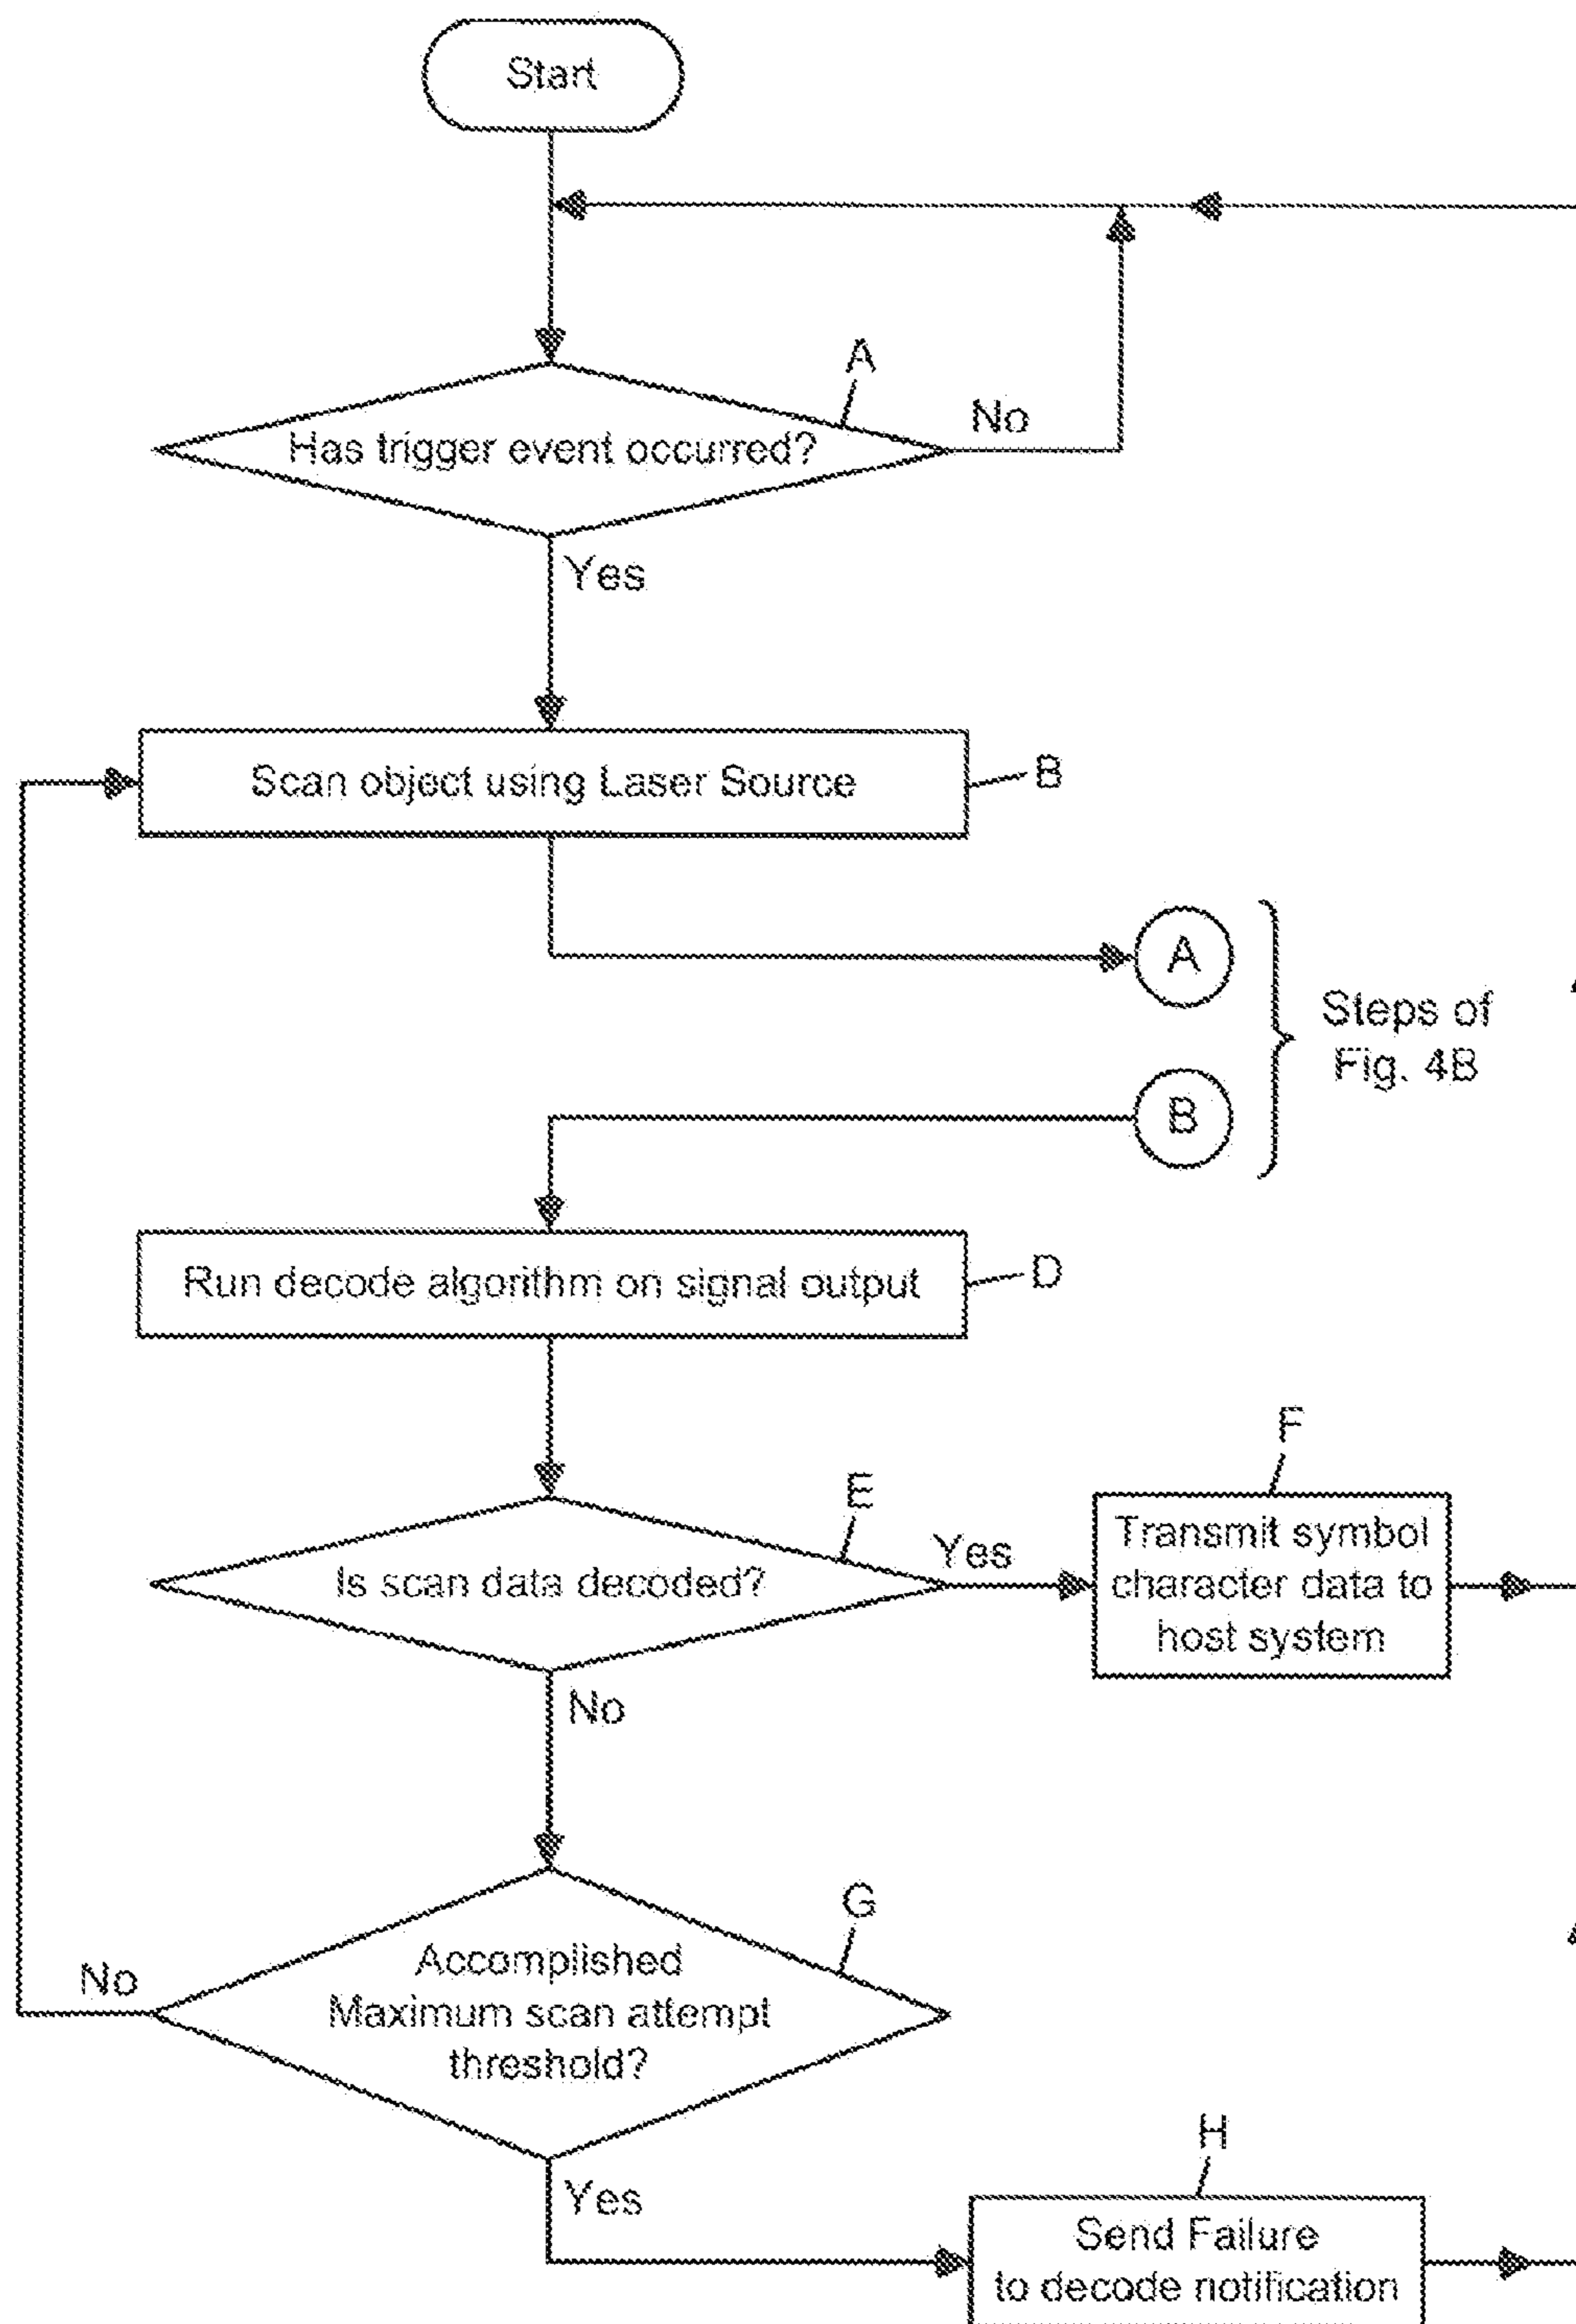 Start
A
Has trigger event occurred?
No
Yes
Scan object using Laser Source
B
A
Steps of
Fig. 4B
B
Run decode algorithm on signal output
D
F
E
Is scan data decoded?
Yes
Transmit symbol
character data to
host system
No
G
Accomplished
Maximum scan attempt
threshold?
No
Yes
H
Send Failure
to decode notification